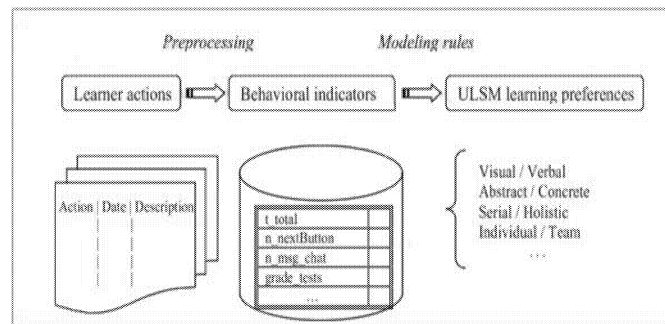 Preprocessing Modeling rules
Learner actions Behavioral indicators ULSM learning preferences
Action | Date | Description
t_total
n_nextButton
n_msg_chat
grade_tests
...
Visual / Verbal
Abstract / Concrete
Serial / Holistic
Individual / Team
...